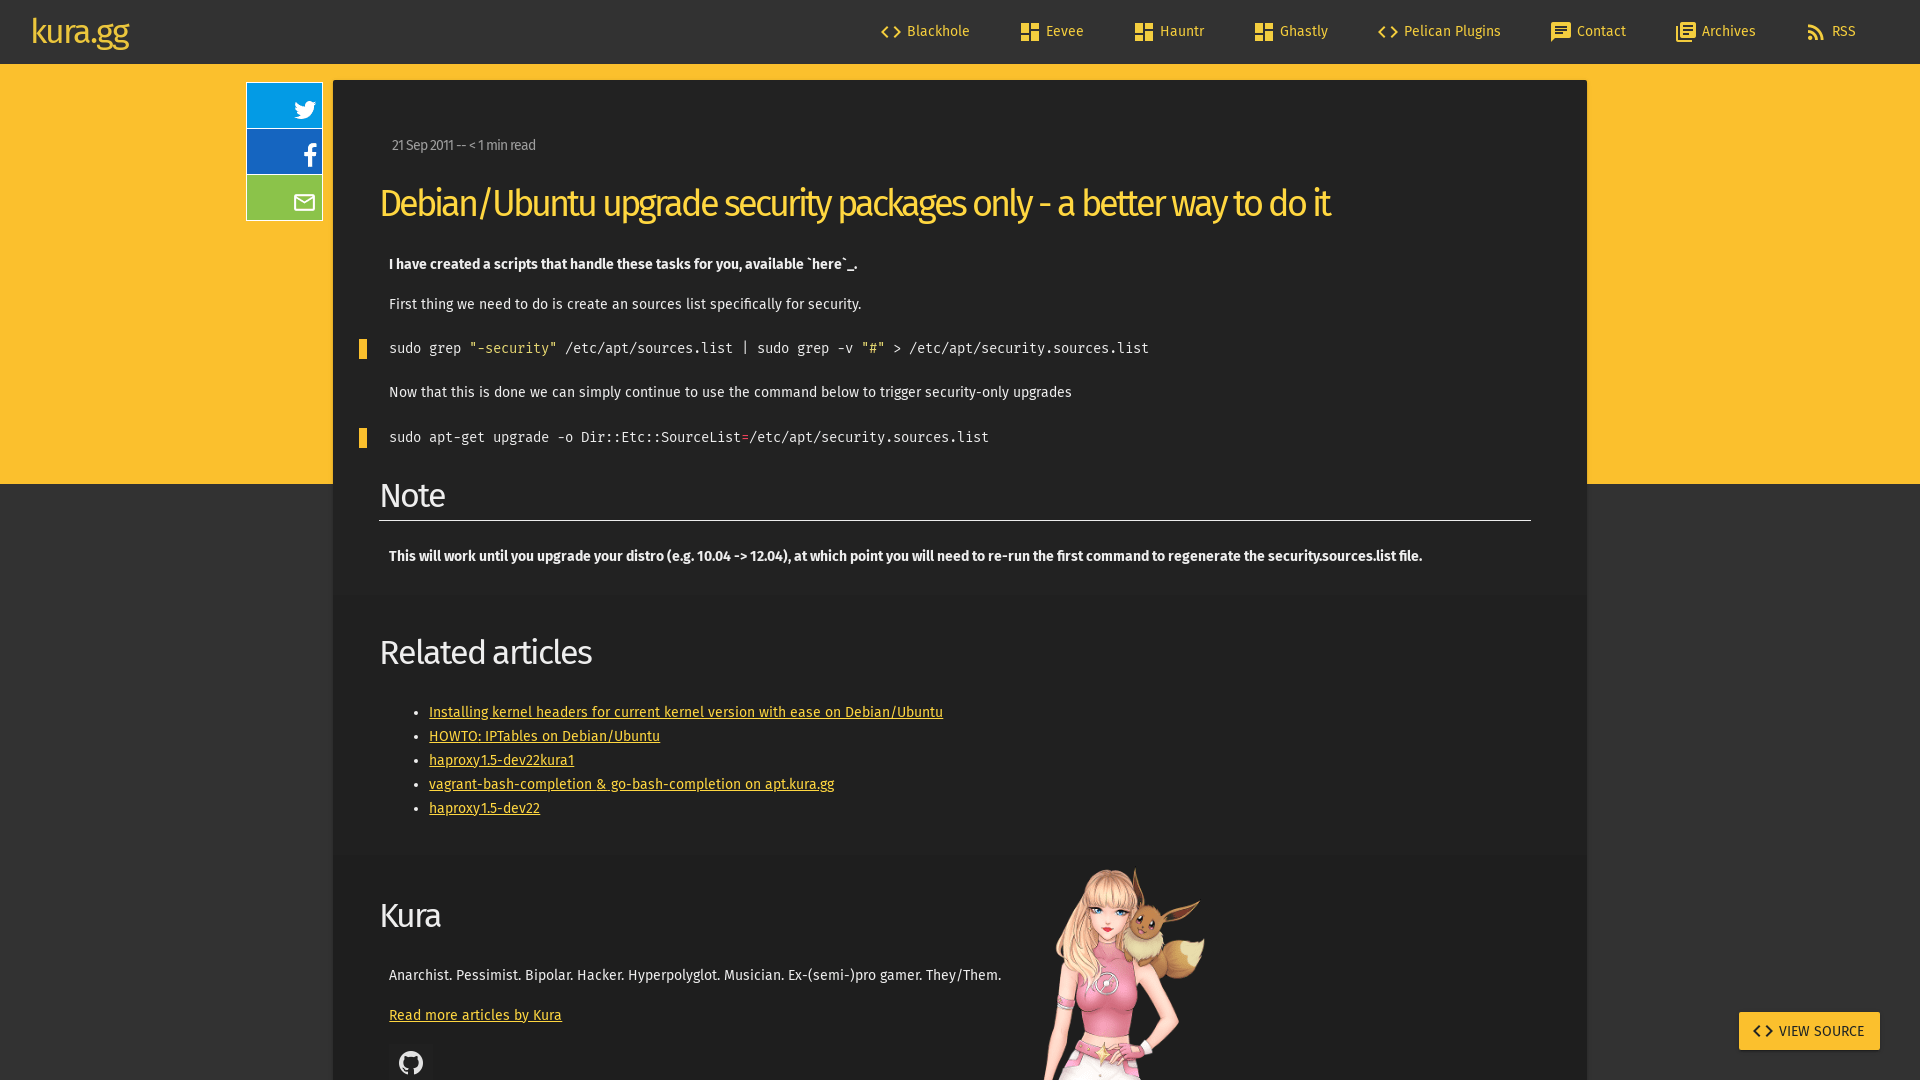 kura.gg
Blackhole
Eevee
Hauntr
Ghastly
Pelican Plugins
Contact
Archives
RSS
21 Sep 2011 -- < 1 min read
Debian/Ubuntu upgrade security packages only - a better way to do it
I have created a scripts that handle these tasks for you, available `here`_.
First thing we need to do is create an sources list specifically for security.
sudo grep "-security" /etc/apt/sources.list | sudo grep -v "#" > /etc/apt/security.sources.list
Now that this is done we can simply continue to use the command below to trigger security-only upgrades
sudo apt-get upgrade -o Dir::Etc::SourceList=/etc/apt/security.sources.list
Note
This will work until you upgrade your distro (e.g. 10.04 -> 12.04), at which point you will need to re-run the first command to regenerate the security.sources.list file.
Related articles
Installing kernel headers for current kernel version with ease on Debian/Ubuntu
HOWTO: IPTables on Debian/Ubuntu
haproxy1.5-dev22kura1
vagrant-bash-completion & go-bash-completion on apt.kura.gg
haproxy1.5-dev22
Kura
Anarchist. Pessimist. Bipolar. Hacker. Hyperpolyglot. Musician. Ex-(semi-)pro gamer. They/Them.
Read more articles by Kura
VIEW SOURCE